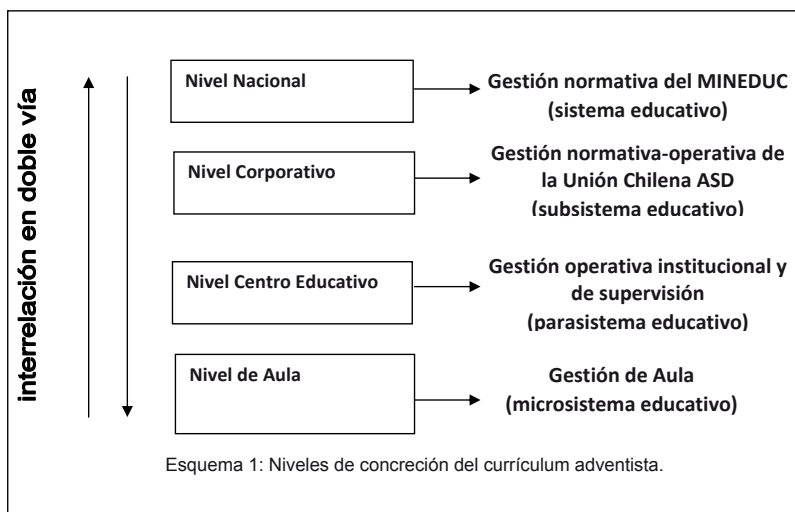 interrelación en doble vía
Nivel Nacional
Gestión normativa del MINEDUC
(sistema educativo)
Nivel Corporativo
Gestión normativa-operativa de
la Unión Chilena ASD
(subsistema educativo)
Nivel Centro Educativo
Gestión operativa institucional y
de supervisión
(parasistema educativo)
Nivel de Aula
Gestión de Aula
(microsistema educativo)
Esquema 1: Niveles de concreción del currículum adventista.